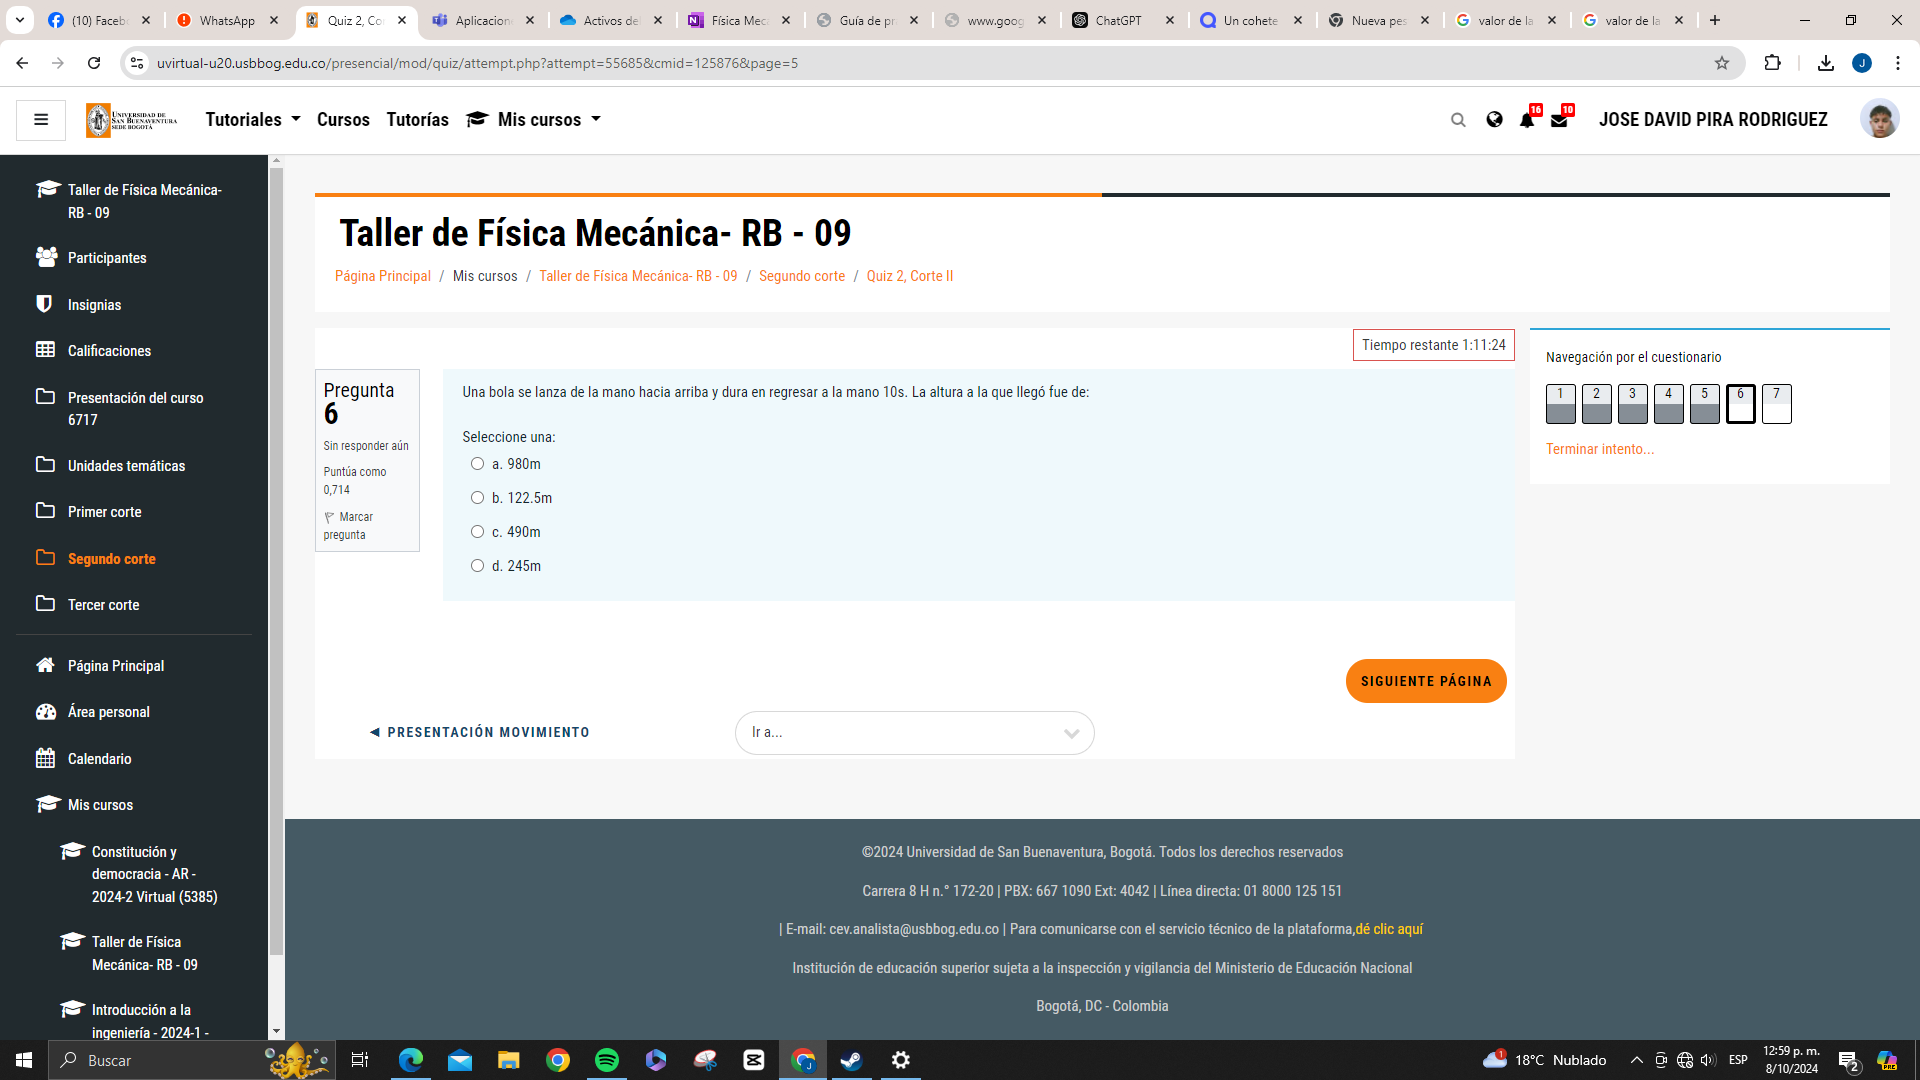 (10) Faceb
WhatsApp
Quiz 2, Co
Aplicacione
Activos de
Física Mec
Guía de pr
www.goog
ChatGPT
Un cohete
Nueva pes
valor de la
valor de la
uvirtual-u20.usbbog.edu.co/presencial/mod/quiz/attempt.php?attempt=55685&cmid=125876&page=5
J
UNIVERSIDAD DE
SAN BUENAVENTURA
SEDE BOGOTÁ
Tutoriales
Cursos
Tutorías
Mis cursos
16
10
JOSE DAVID PIRA RODRIGUEZ
Taller de Física Mecánica-
RB - 09
Participantes
Insignias
Calificaciones
Presentación del curso
6717
Unidades temáticas
Primer corte
Segundo corte
Tercer corte
Página Principal
Área personal
Calendario
Mis cursos
Constitución y
democracia - AR -
2024-2 Virtual (5385)
Taller de Física
Mecánica- RB - 09
Introducción a la
ingeniería - 2024-1 -
Taller de Física Mecánica- RB - 09
Página Principal / Mis cursos / Taller de Física Mecánica- RB - 09 / Segundo corte / Quiz 2, Corte II
Tiempo restante 1:11:24
Pregunta
6
Sin responder aún
Puntúa como
0,714
Marcar
pregunta
Una bola se lanza de la mano hacia arriba y dura en regresar a la mano 10s. La altura a la que llegó fue de:
Seleccione una:
a. 980m
b. 122.5m
c. 490m
d. 245m
SIGUIENTE PÁGINA
◄ PRESENTACIÓN MOVIMIENTO
Ir a...
Navegación por el cuestionario
1 2 3 4 5 6 7
Terminar intento...
©2024 Universidad de San Buenaventura, Bogotá. Todos los derechos reservados
Carrera 8 H n.° 172-20 | PBX: 667 1090 Ext: 4042 | Línea directa: 01 8000 125 151
| E-mail: cev.analista@usbbog.edu.co | Para comunicarse con el servicio técnico de la plataforma,dé clic aquí
Institución de educación superior sujeta a la inspección y vigilancia del Ministerio de Educación Nacional
Bogotá, DC - Colombia
Buscar
1
18°C Nublado
ESP
12:59 p. m.
8/10/2024
2
PRE